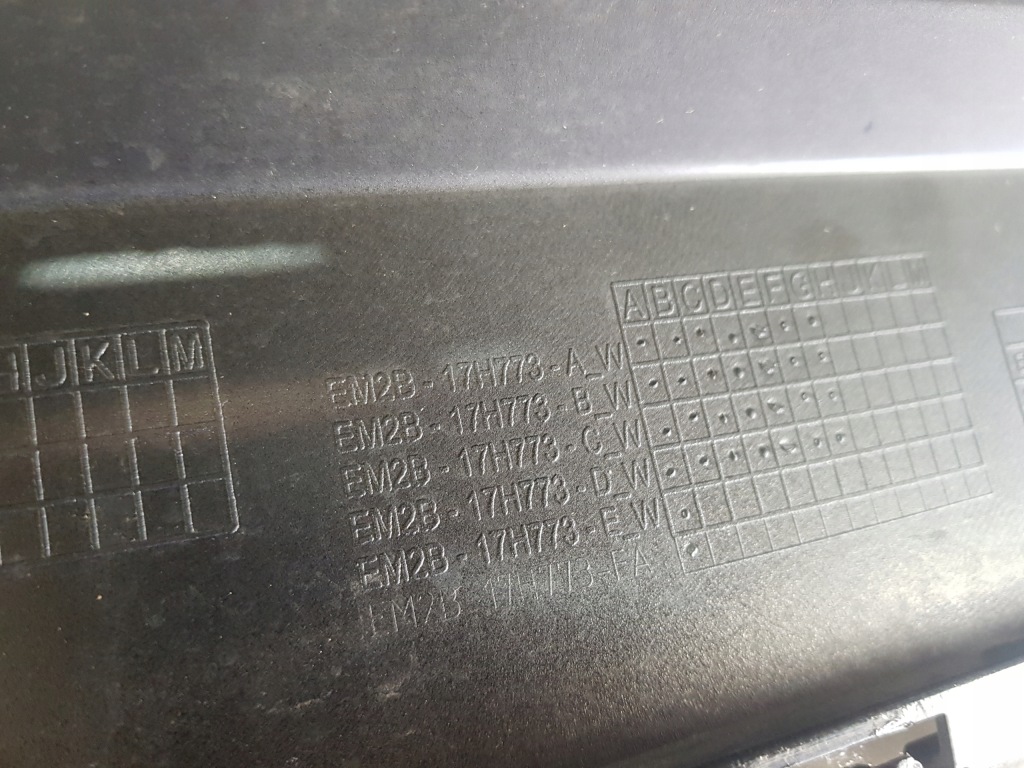 A B C D E F G H J K L M
H J K L M
EM2B - 17H773 - A_W
EM2B - 17H773 - B_W
EM2B - 17H773 - C_W
EM2B - 17H773 - D_W
EM2B - 17H773 - E_W
EM2B - 17H773 - FA